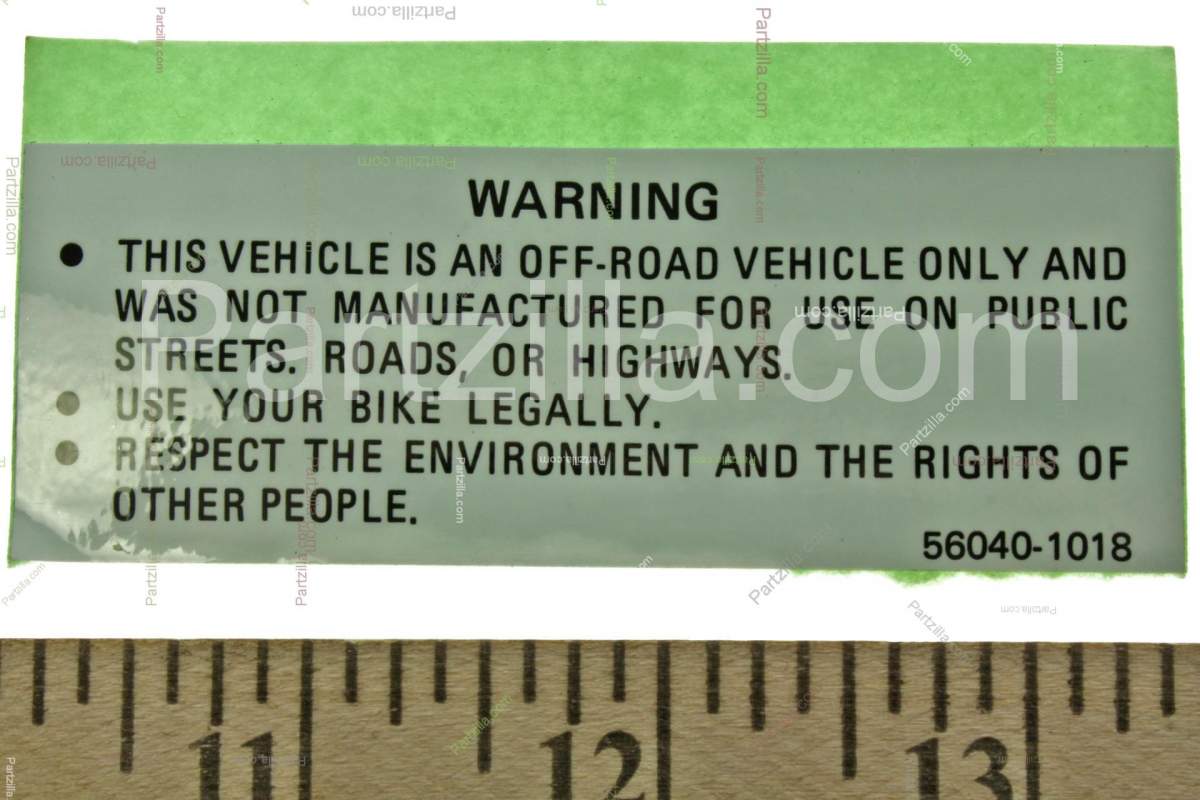 WARNING
● THIS VEHICLE IS AN OFF-ROAD VEHICLE ONLY AND
WAS NOT MANUFACTURED FOR USE ON PUBLIC
STREETS. ROADS, OR HIGHWAYS.
● USE YOUR BIKE LEGALLY.
● RESPECT THE ENVIRONMENT AND THE RIGHTS OF
OTHER PEOPLE.
56040-1018
Partzilla.com
11 12 13